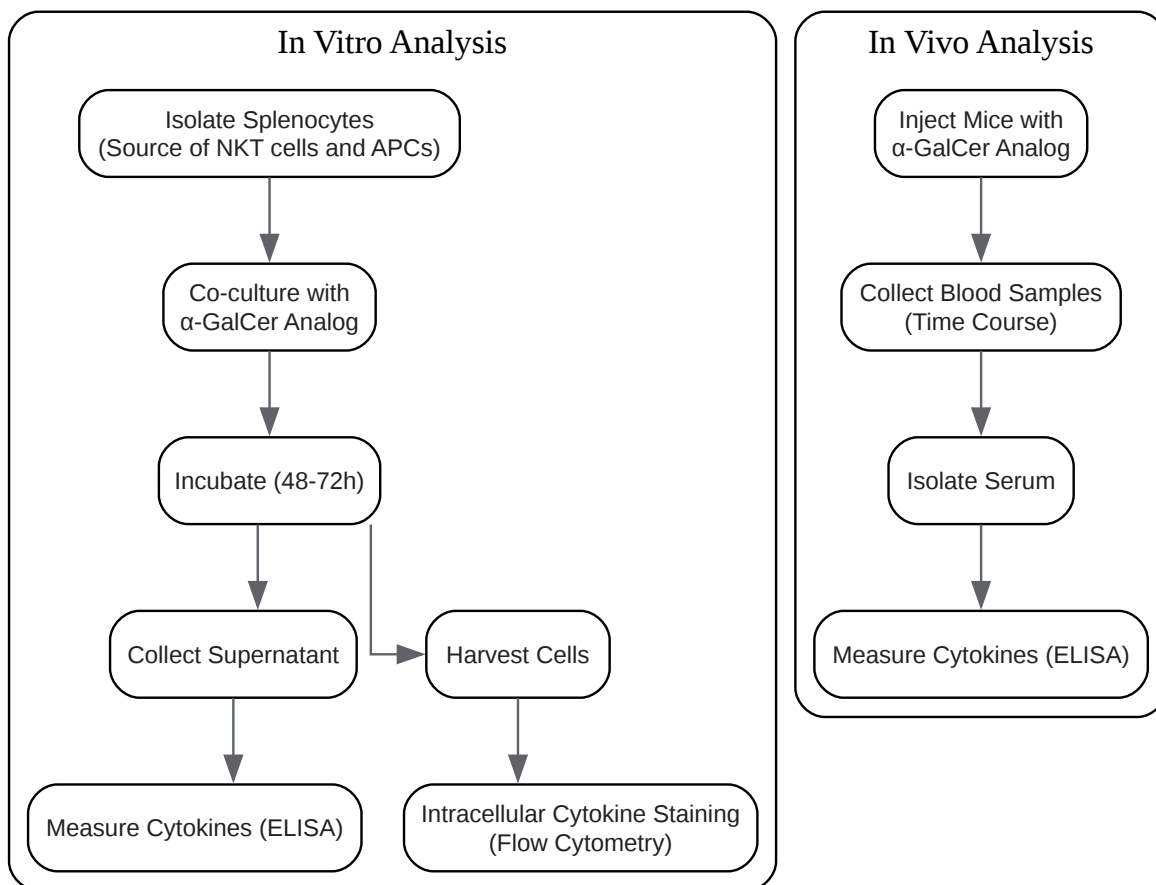 In Vitro Analysis
Isolate Splenocytes
(Source of NKT cells and APCs)
Co-culture with
α-GalCer Analog
Incubate (48-72h)
Collect Supernatant
Harvest Cells
Measure Cytokines (ELISA)
Intracellular Cytokine Staining
(Flow Cytometry)
In Vivo Analysis
Inject Mice with
α-GalCer Analog
Collect Blood Samples
(Time Course)
Isolate Serum
Measure Cytokines (ELISA)